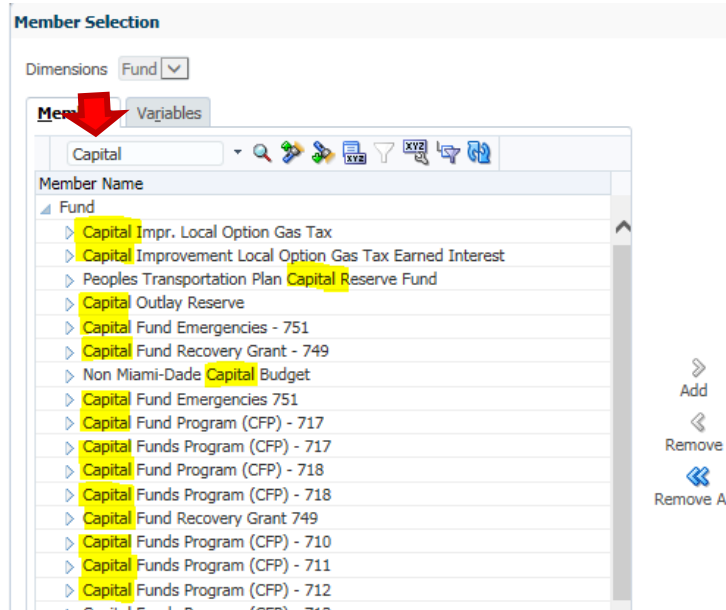 Member Selection
Dimensions Fund
Variables
Capital
Member Name
Fund
Capital Impr. Local Option Gas Tax
Capital Improvement Local Option Gas Tax Earned Interest
Peoples Transportation Plan Capital Reserve Fund
Capital Outlay Reserve
Capital Fund Emergencies - 751
Capital Fund Recovery Grant - 749
Non Miami-Dade Capital Budget
Capital Fund Emergencies 751
Capital Fund Program (CFP) - 717
Capital Funds Program (CFP) - 717
Capital Fund Program (CFP) - 718
Capital Funds Program (CFP) - 718
Capital Fund Recovery Grant 749
Capital Funds Program (CFP) - 710
Capital Funds Program (CFP) - 711
Capital Funds Program (CFP) - 712
Add
Remove
Remove A